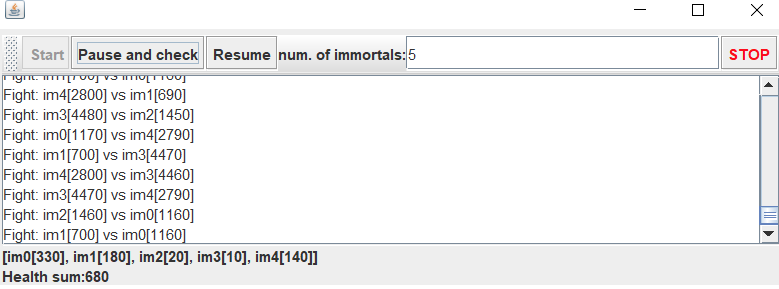 Start Pause and check Resume num. of immortals: 5 STOP
Fight: im1[700] vs im0[1160]
Fight: im4[2800] vs im1[690]
Fight: im3[4480] vs im2[1450]
Fight: im0[1170] vs im4[2790]
Fight: im1[700] vs im3[4470]
Fight: im4[2800] vs im3[4460]
Fight: im3[4470] vs im4[2790]
Fight: im2[1460] vs im0[1160]
Fight: im1[700] vs im0[1160]
[im0[330], im1[180], im2[20], im3[10], im4[140]]
Health sum:680